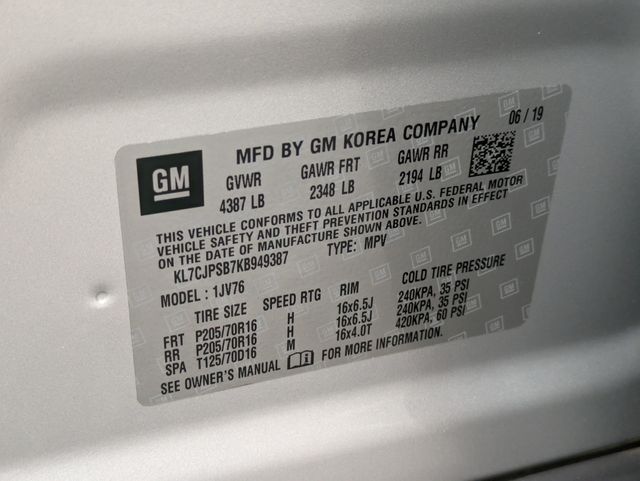 MFD BY GM KOREA COMPANY 06 / 19
GM
GVWR GAWR FRT GAWR RR
4387 LB 2348 LB 2194 LB
THIS VEHICLE CONFORMS TO ALL APPLICABLE U.S. FEDERAL MOTOR
VEHICLE SAFETY AND THEFT PREVENTION STANDARDS IN EFFECT
ON THE DATE OF MANUFACTURE SHOWN ABOVE.
KL7CJPSB7KB949387 TYPE: MPV
MODEL : 1JV76
TIRE SIZE SPEED RTG RIM COLD TIRE PRESSURE
FRT P205/70R16 H 16x6.5J 240KPA, 35 PSI
RR P205/70R16 H 16x6.5J 240KPA, 35 PSI
SPA T125/70D16 M 16x4.0T 420KPA, 60 PSI
SEE OWNER'S MANUAL FOR MORE INFORMATION.